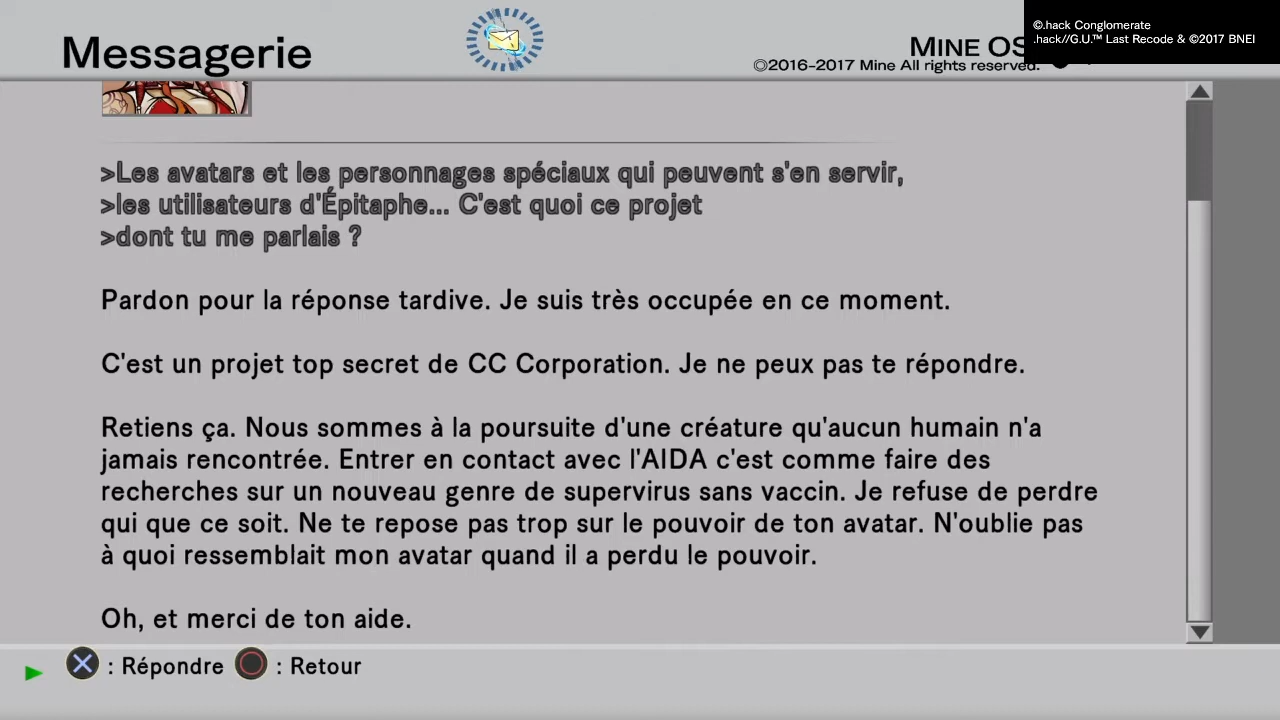 Messagerie
©.hack Conglomerate
.hack//G.U.™ Last Recode & ©2017 BNEI
MINE OS
©2016-2017 Mine All rights reserved.
>Les avatars et les personnages spéciaux qui peuvent s'en servir,
>les utilisateurs d'Épitaphe... C'est quoi ce projet
>dont tu me parlais ?
Pardon pour la réponse tardive. Je suis très occupée en ce moment.
C'est un projet top secret de CC Corporation. Je ne peux pas te répondre.
Retiens ça. Nous sommes à la poursuite d'une créature qu'aucun humain n'a
jamais rencontrée. Entrer en contact avec l'AIDA c'est comme faire des
recherches sur un nouveau genre de supervirus sans vaccin. Je refuse de perdre
qui que ce soit. Ne te repose pas trop sur le pouvoir de ton avatar. N'oublie pas
à quoi ressemblait mon avatar quand il a perdu le pouvoir.
Oh, et merci de ton aide.
: Répondre : Retour